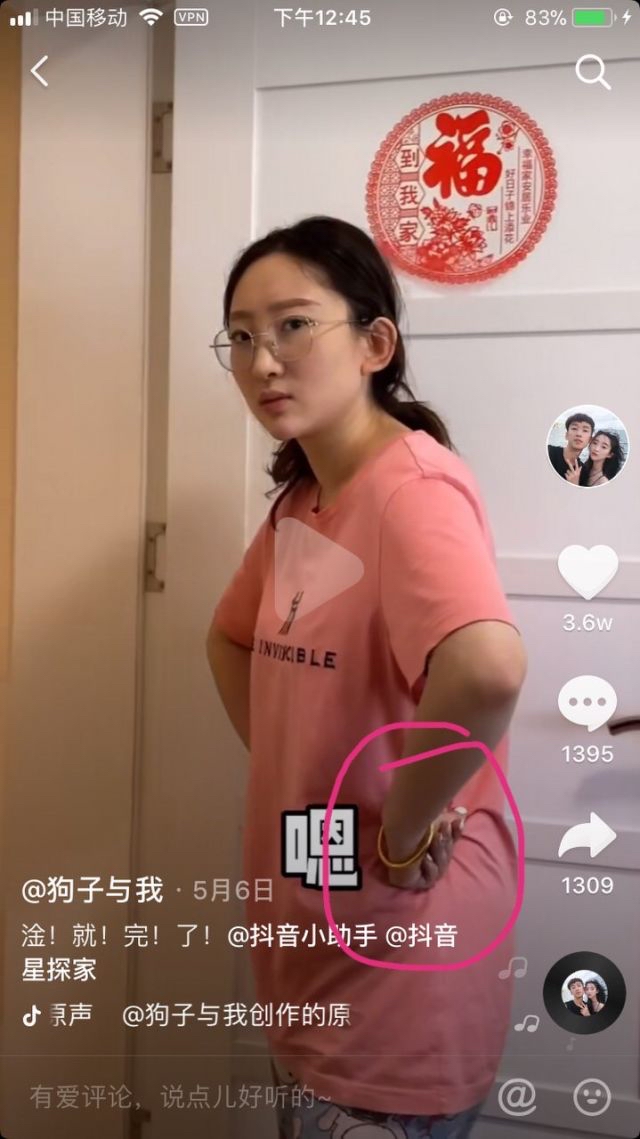 中国移动 VPN 下午12:45 83%
福
到我家
幸福家安居乐业
好日子锦上添花
INVINCIBLE
3.6w
1395
嗯
1309
@狗子与我 · 5月6日
淦！就！完！了！@抖音小助手 @抖音
星探家
原声 @狗子与我创作的原
有爱评论，说点儿好听的~
@